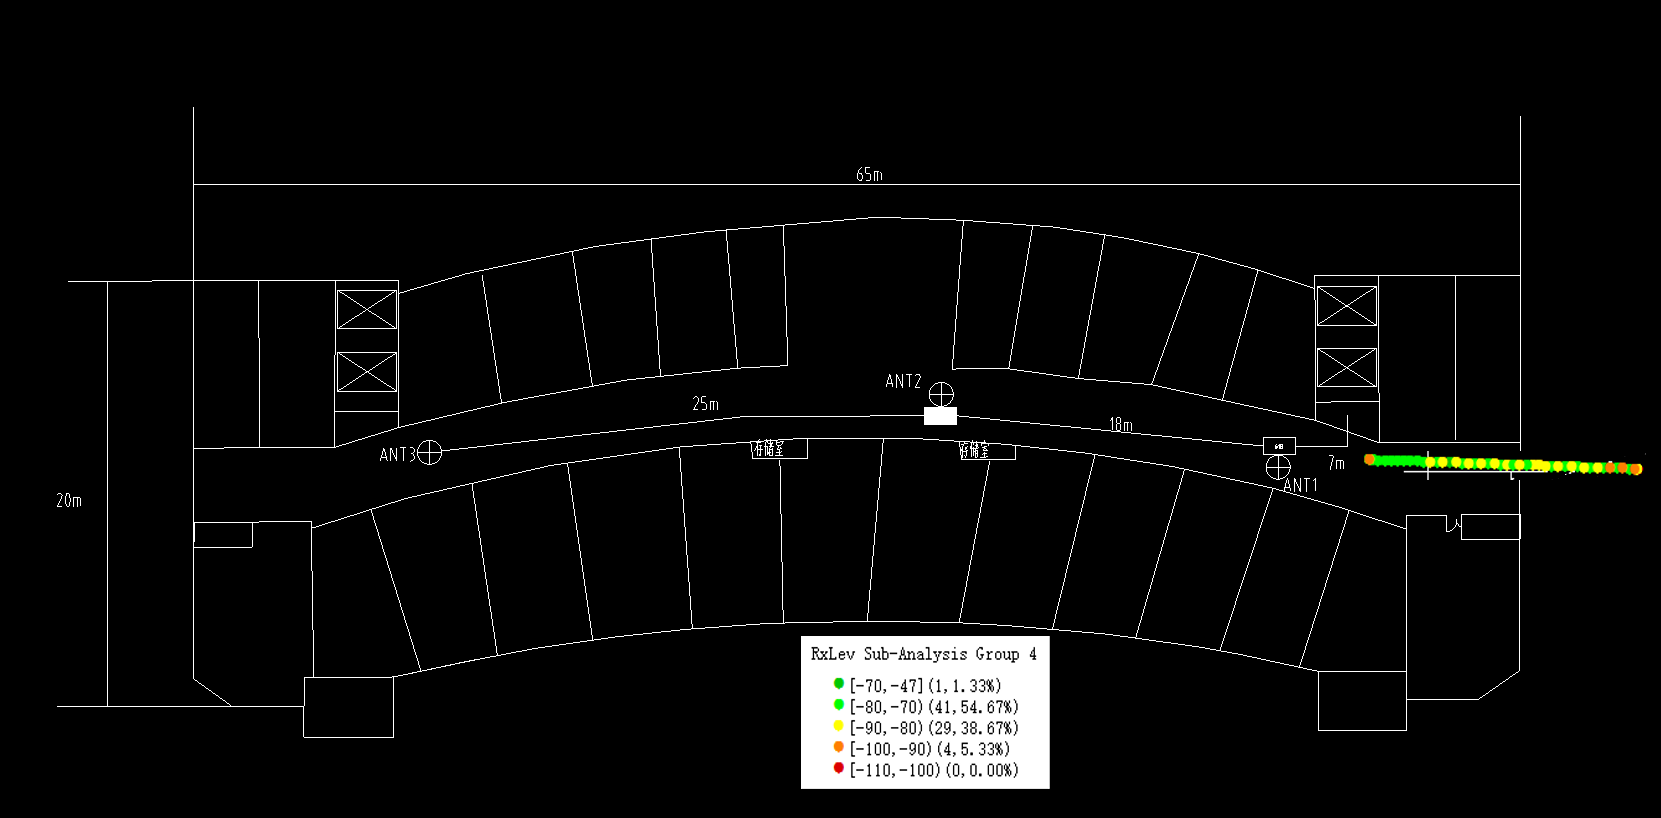 65m
ANT2
25m
18m
存储室
存储室
ANT3
7m
ANT1
20m
RxLev Sub-Analysis Group 4
[-70,-47](1,1.33%)
[-80,-70)(41,54.67%)
[-90,-80)(29,38.67%)
[-100,-90)(4,5.33%)
[-110,-100)(0,0.00%)